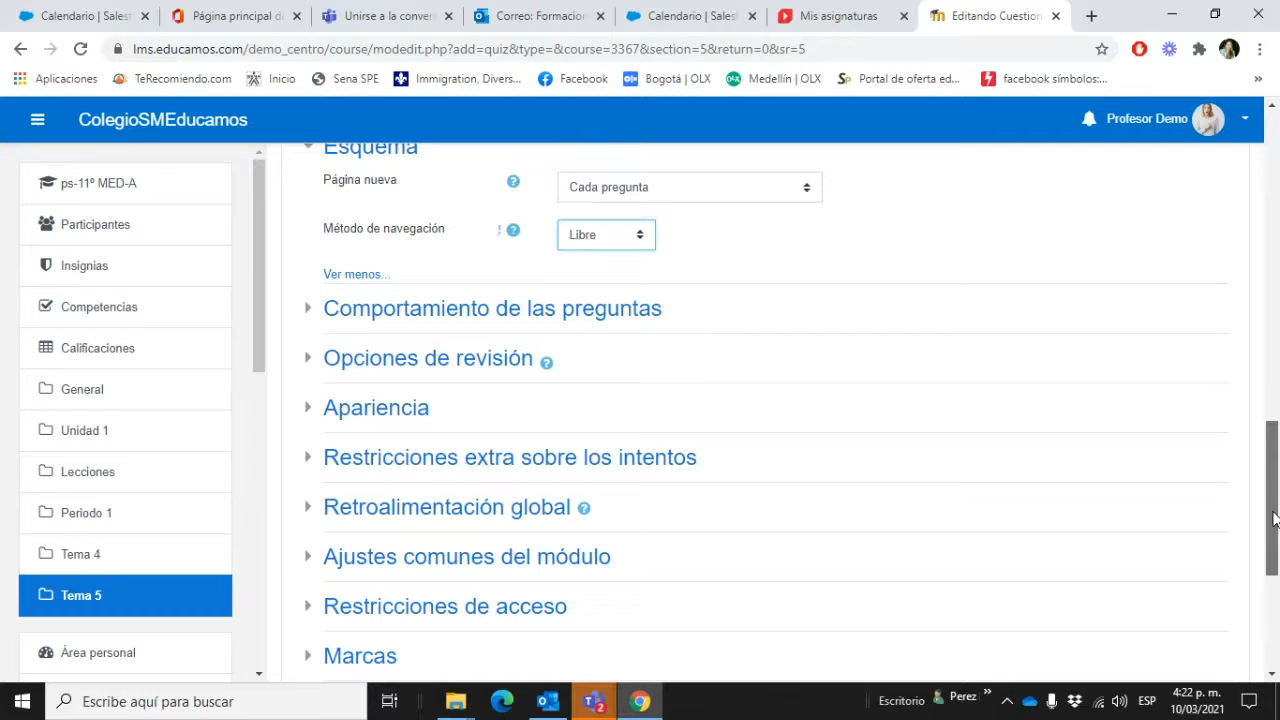 Calendario | Salesf
Página principal d
Unirse a la conver
Correo: Formacion
Calendario | Salesf
Mis asignaturas
Editando Cuestion
lms.educamos.com/demo_centro/course/modedit.php?add=quiz&type=&course=3367&section=5&return=0&sr=5
Aplicaciones
TeRecomiendo.com
Inicio
Sena SPE
Immigration, Divers...
Facebook
Bogotá | OLX
Medellín | OLX
Portal de oferta ed...
facebook símbolos:...
ColegioSMEducamos
Profesor Demo
ps-11º MED-A
Participantes
Insignias
Competencias
Calificaciones
General
Unidad 1
Lecciones
Periodo 1
Tema 4
Tema 5
Área personal
Esquema
Página nueva
Cada pregunta
Método de navegación
Libre
Ver menos...
Comportamiento de las preguntas
Opciones de revisión
Apariencia
Restricciones extra sobre los intentos
Retroalimentación global
Ajustes comunes del módulo
Restricciones de acceso
Marcas
Escribe aquí para buscar
Escritorio
Perez
ESP
4:22 p. m.
10/03/2021